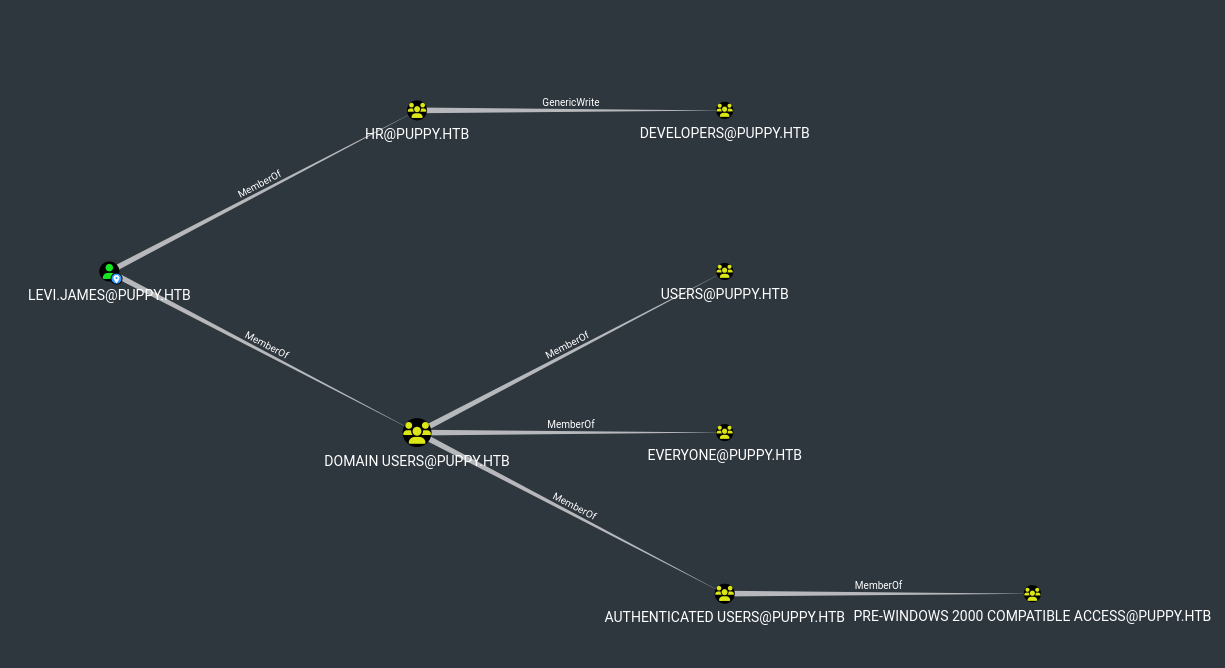 GenericWrite
HR@PUPPY.HTB
DEVELOPERS@PUPPY.HTB
MemberOf
LEVI.JAMES@PUPPY.HTB
USERS@PUPPY.HTB
MemberOf
MemberOf
MemberOf
DOMAIN USERS@PUPPY.HTB
EVERYONE@PUPPY.HTB
MemberOf
MemberOf
AUTHENTICATED USERS@PUPPY.HTB
PRE-WINDOWS 2000 COMPATIBLE ACCESS@PUPPY.HTB